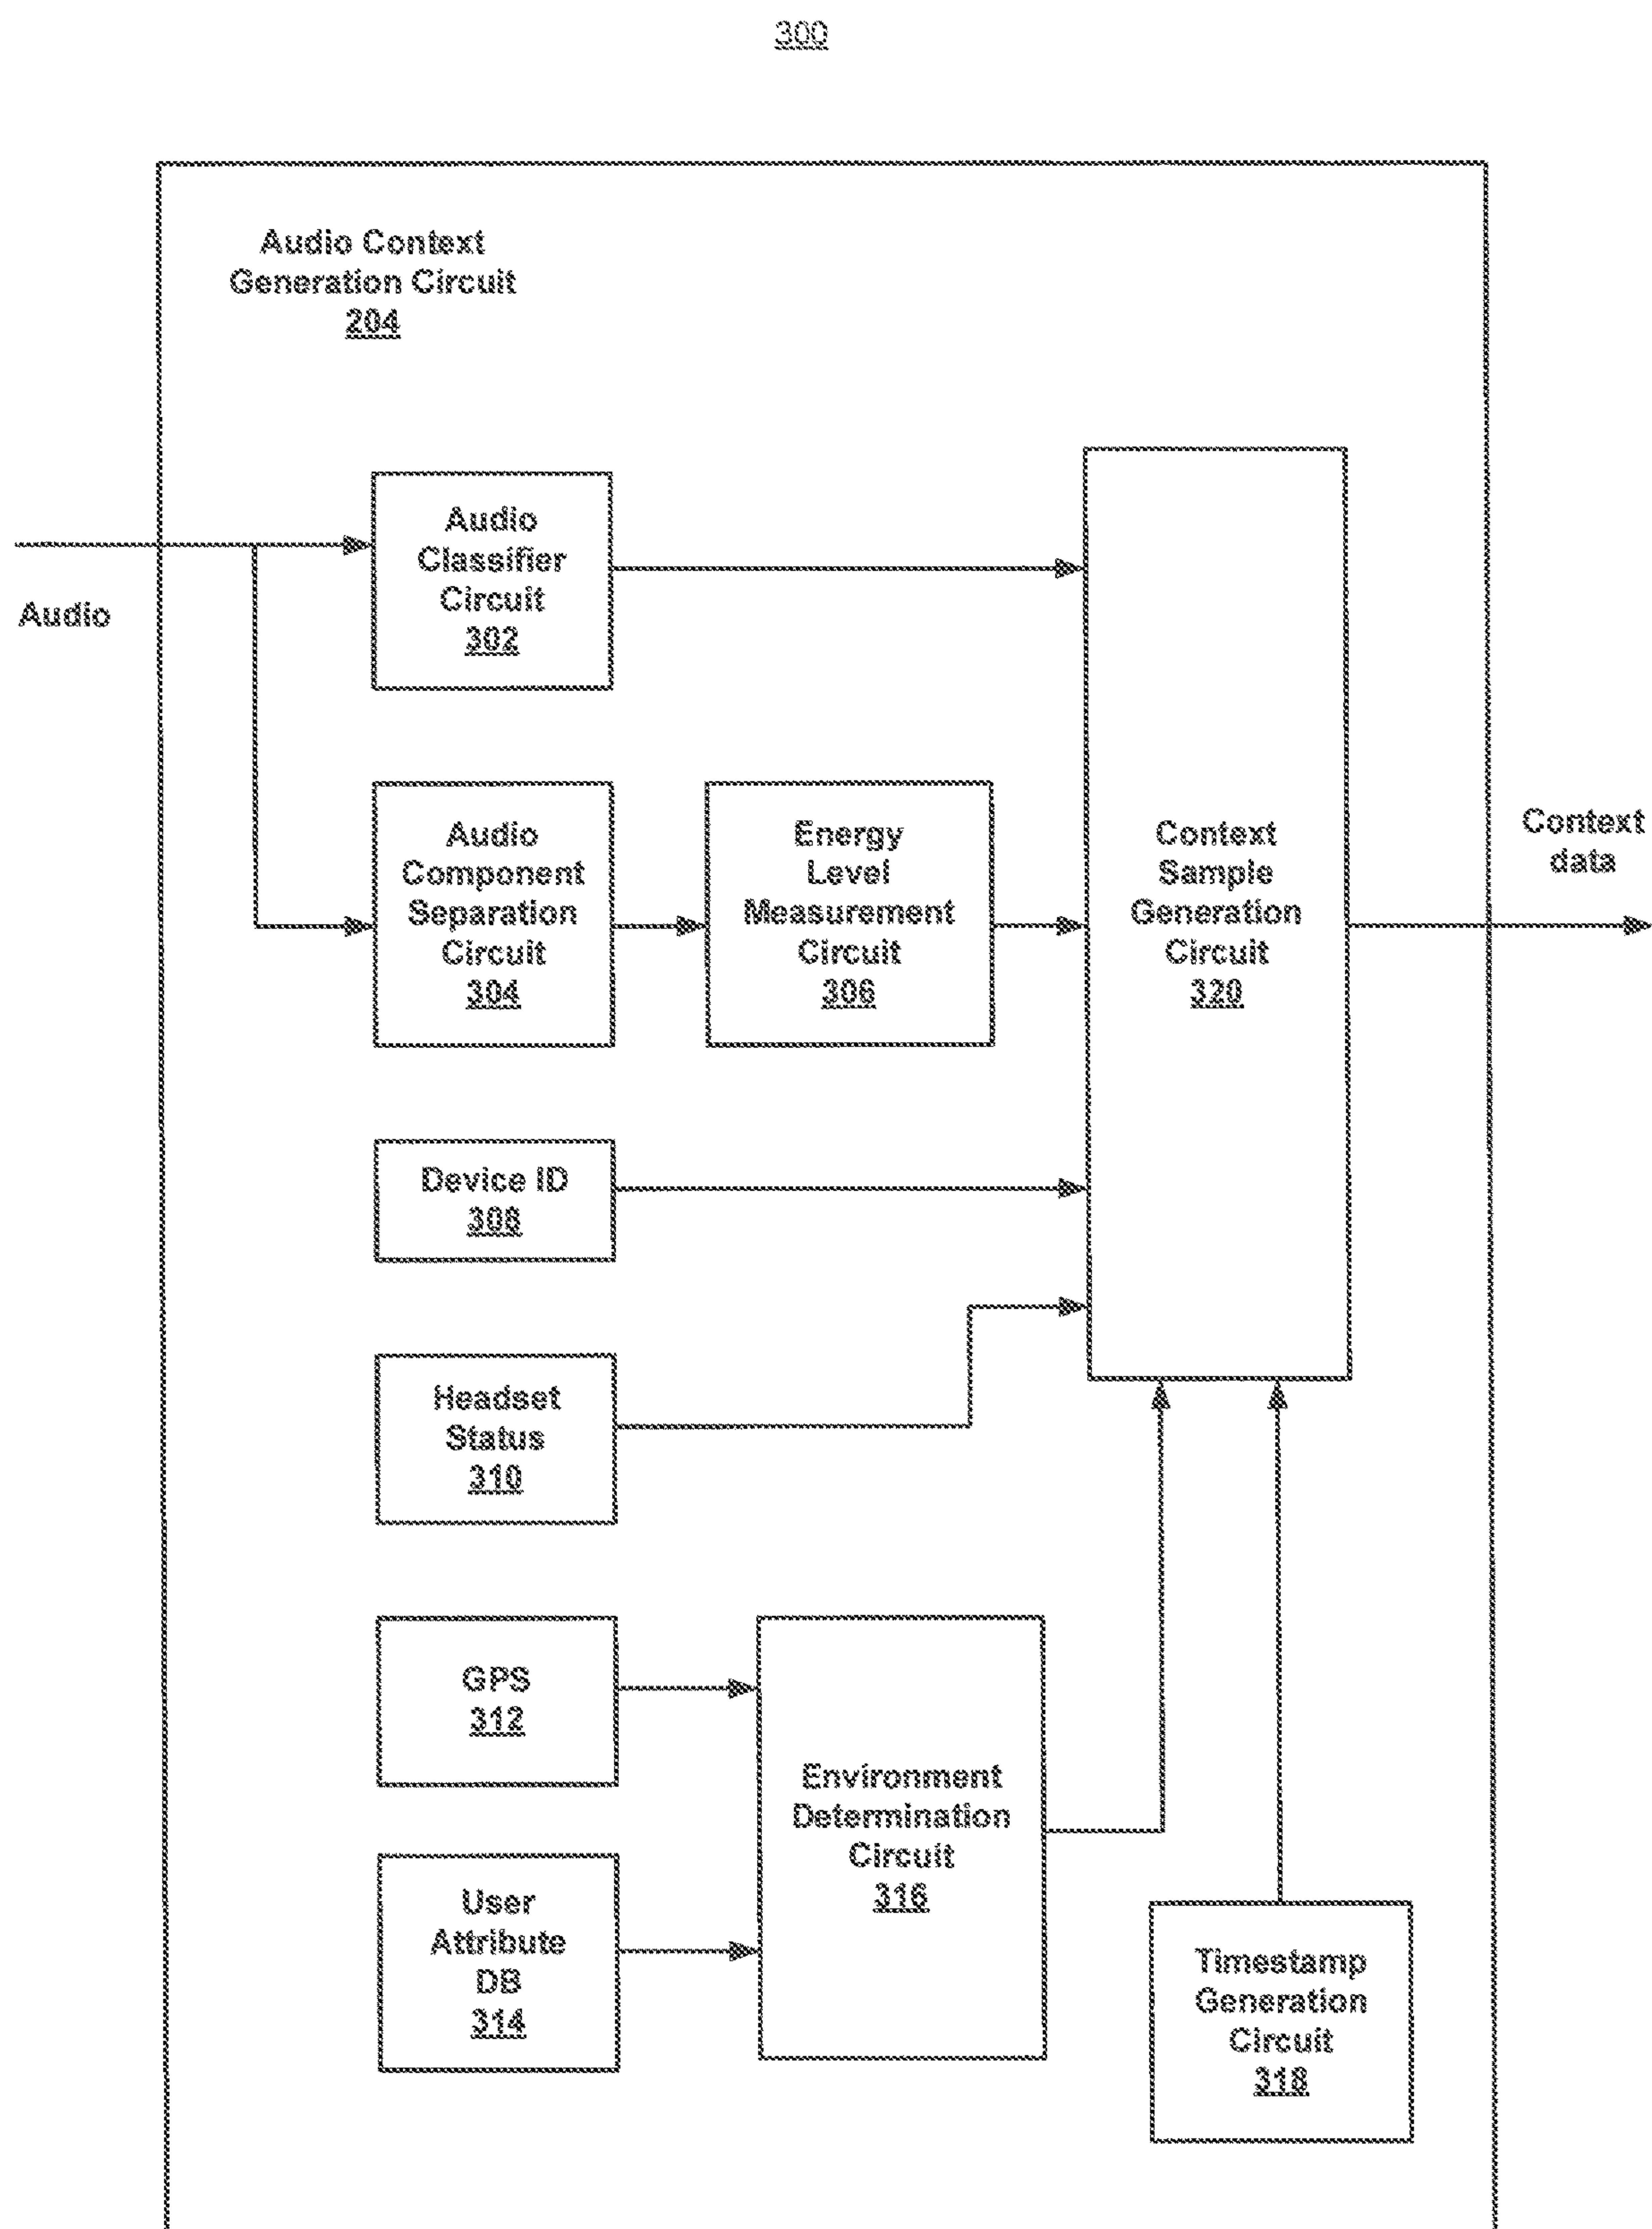 300
Audio Context
Generation Circuit
204
Audio
Audio
Classifier
Circuit
302
Audio
Component
Separation
Circuit
304
Energy
Level
Measurement
Circuit
306
Context
Sample
Generation
Circuit
320
Context
data
Device ID
308
Headset
Status
310
GPS
312
User
Attribute
DB
314
Environment
Determination
Circuit
316
Timestamp
Generation
Circuit
318